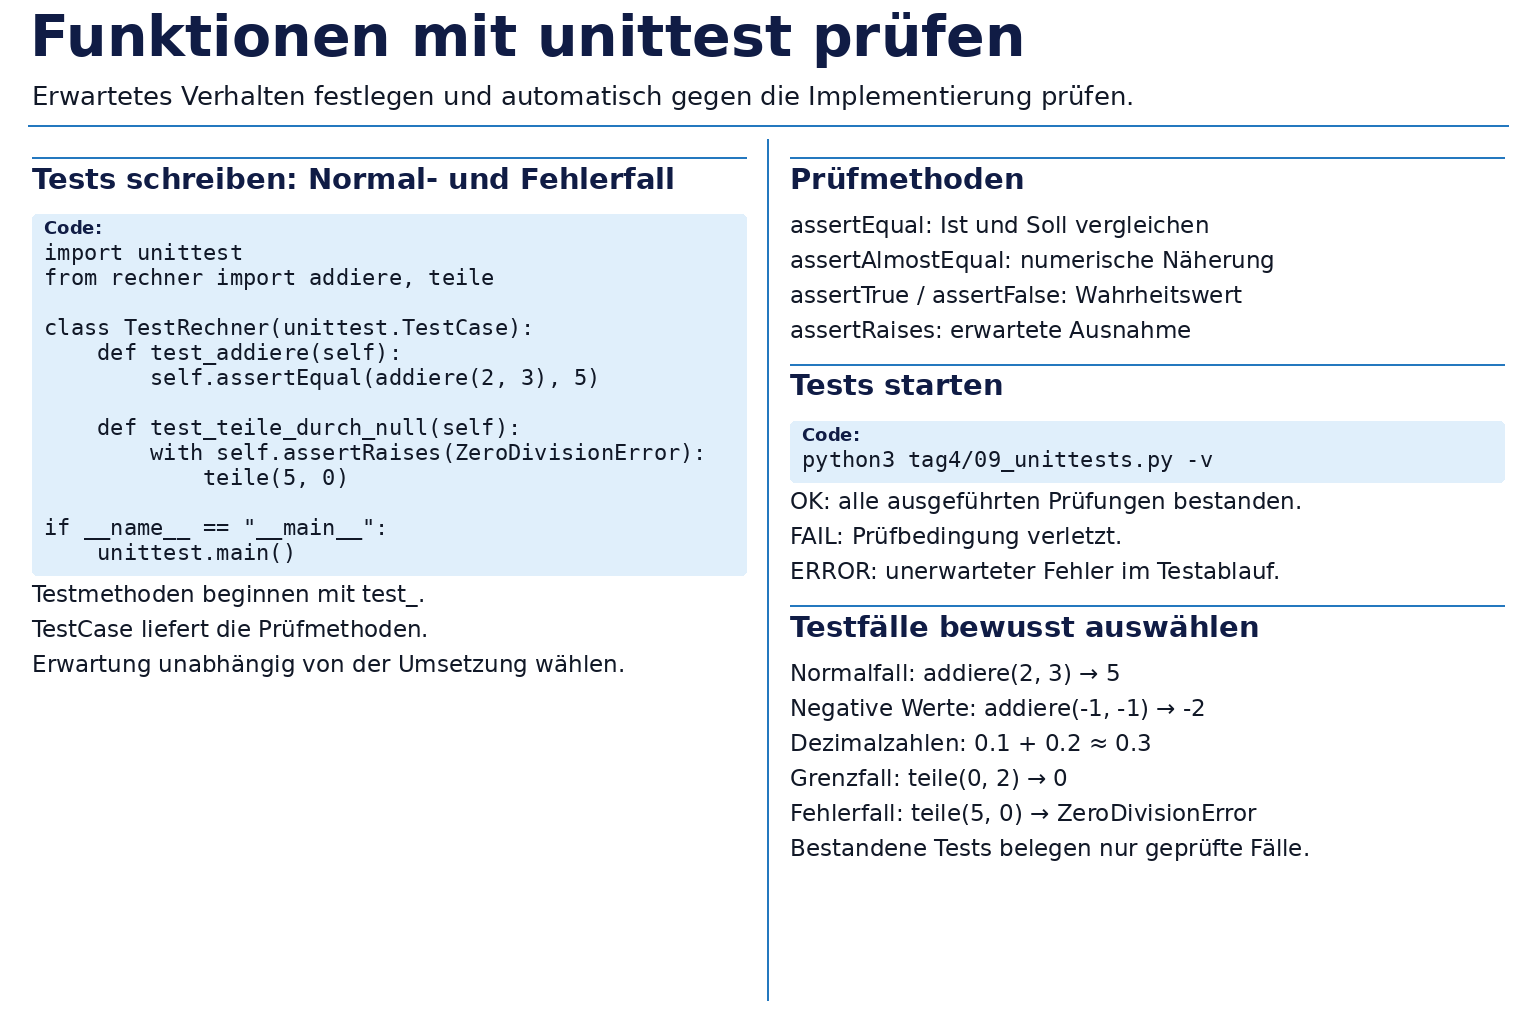 Funktionen mit unittest prüfen
Erwartetes Verhalten festlegen und automatisch gegen die Implementierung prüfen.
Tests schreiben: Normal- und Fehlerfall
Code:
import unittest
from rechner import addiere, teile

class TestRechner(unittest.TestCase):
    def test_addiere(self):
        self.assertEqual(addiere(2, 3), 5)

    def test_teile_durch_null(self):
        with self.assertRaises(ZeroDivisionError):
            teile(5, 0)

if __name__ == "__main__":
    unittest.main()
Testmethoden beginnen mit test_.
TestCase liefert die Prüfmethoden.
Erwartung unabhängig von der Umsetzung wählen.
Prüfmethoden
assertEqual: Ist und Soll vergleichen
assertAlmostEqual: numerische Näherung
assertTrue / assertFalse: Wahrheitswert
assertRaises: erwartete Ausnahme
Tests starten
Code:
python3 tag4/09_unittests.py -v
OK: alle ausgeführten Prüfungen bestanden.
FAIL: Prüfbedingung verletzt.
ERROR: unerwarteter Fehler im Testablauf.
Testfälle bewusst auswählen
Normalfall: addiere(2, 3) → 5
Negative Werte: addiere(-1, -1) → -2
Dezimalzahlen: 0.1 + 0.2 ≈ 0.3
Grenzfall: teile(0, 2) → 0
Fehlerfall: teile(5, 0) → ZeroDivisionError
Bestandene Tests belegen nur geprüfte Fälle.